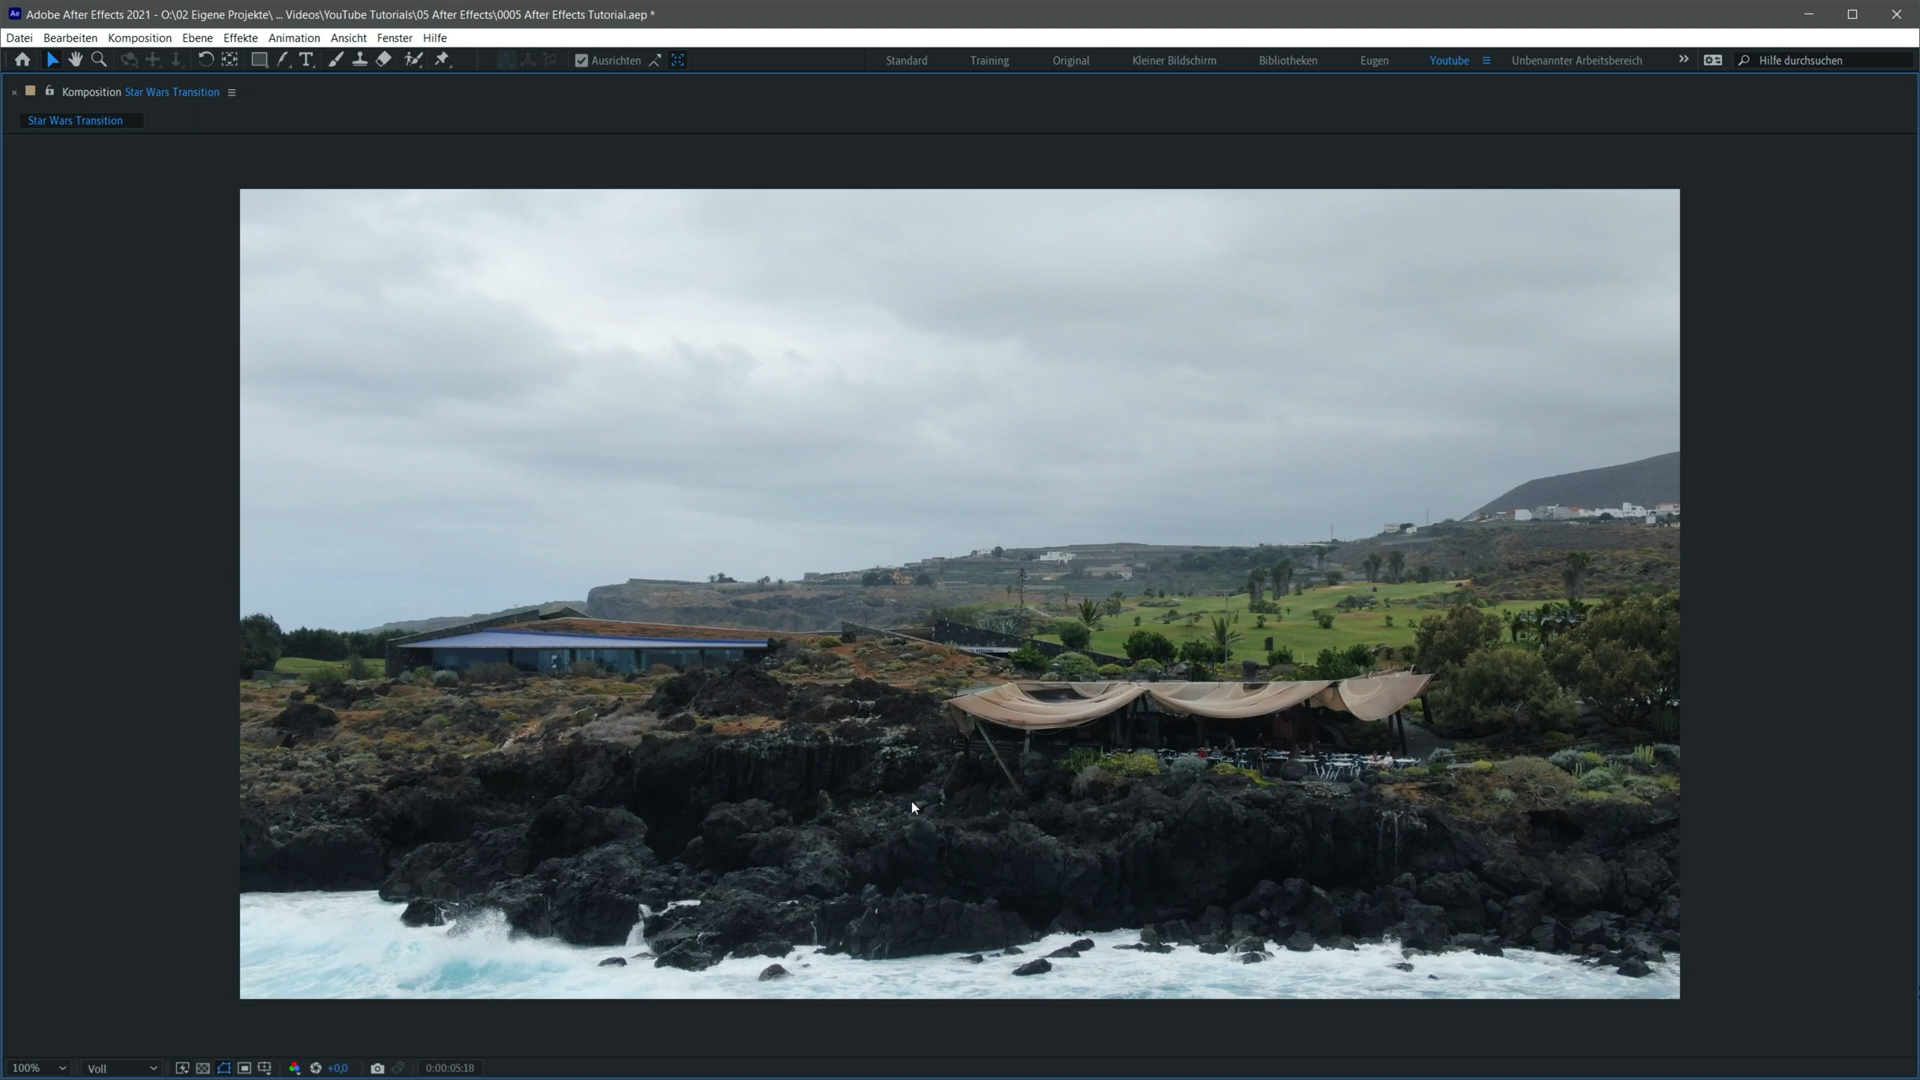 Adobe After Effects 2021 - O:\02 Eigene Projekte\ ... Videos\YouTube Tutorials\05 After Effects\0005 After Effects Tutorial.aep *
Datei Bearbeiten Komposition Ebene Effekte Animation Ansicht Fenster Hilfe
Ausrichten Standard Training Original Kleiner Bildschirm Bibliotheken Eugen Youtube Unbenannter Arbeitsbereich Hilfe durchsuchen
Komposition Star Wars Transition
Star Wars Transition
100% Voll +0,0 0:00:05:18